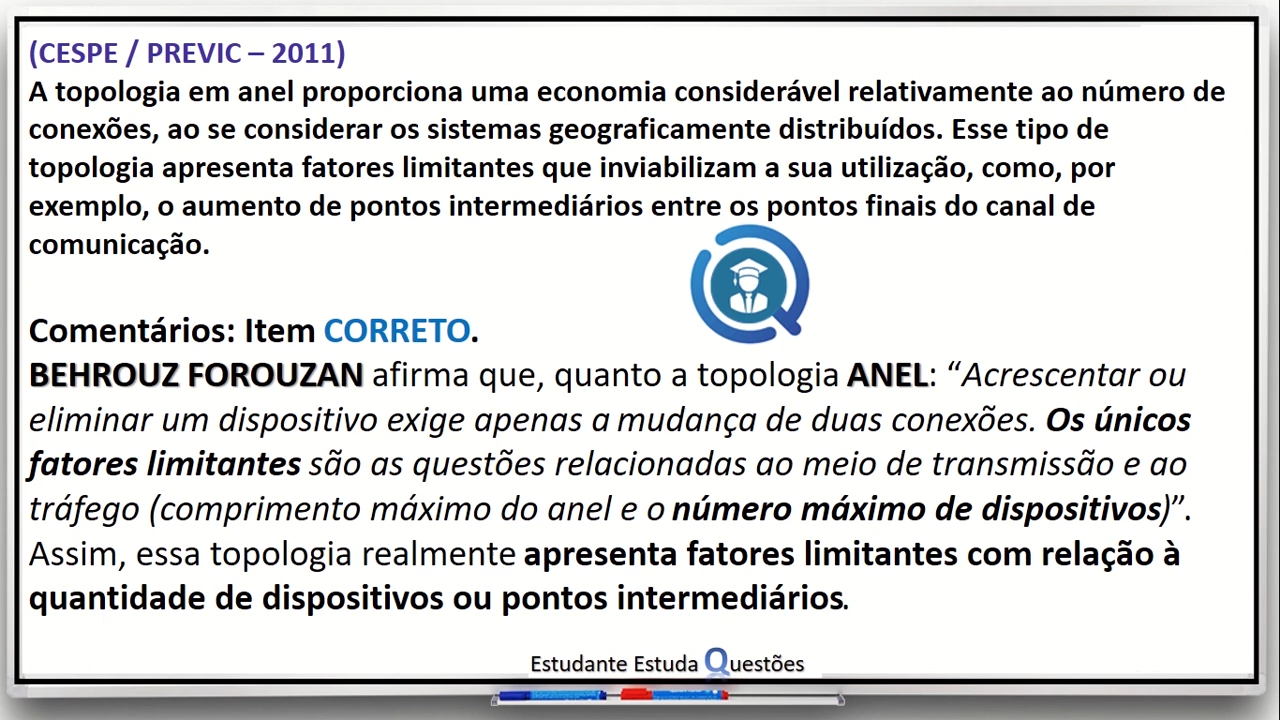 (CESPE / PREVIC – 2011)
A topologia em anel proporciona uma economia considerável relativamente ao número de
conexões, ao se considerar os sistemas geograficamente distribuídos. Esse tipo de
topologia apresenta fatores limitantes que inviabilizam a sua utilização, como, por
exemplo, o aumento de pontos intermediários entre os pontos finais do canal de
comunicação.
Comentários: Item CORRETO.
BEHROUZ FOROUZAN afirma que, quanto a topologia ANEL: “Acrescentar ou
eliminar um dispositivo exige apenas a mudança de duas conexões. Os únicos
fatores limitantes são as questões relacionadas ao meio de transmissão e ao
tráfego (comprimento máximo do anel e o número máximo de dispositivos)”.
Assim, essa topologia realmente apresenta fatores limitantes com relação à
quantidade de dispositivos ou pontos intermediários.
Estudante Estuda Questões